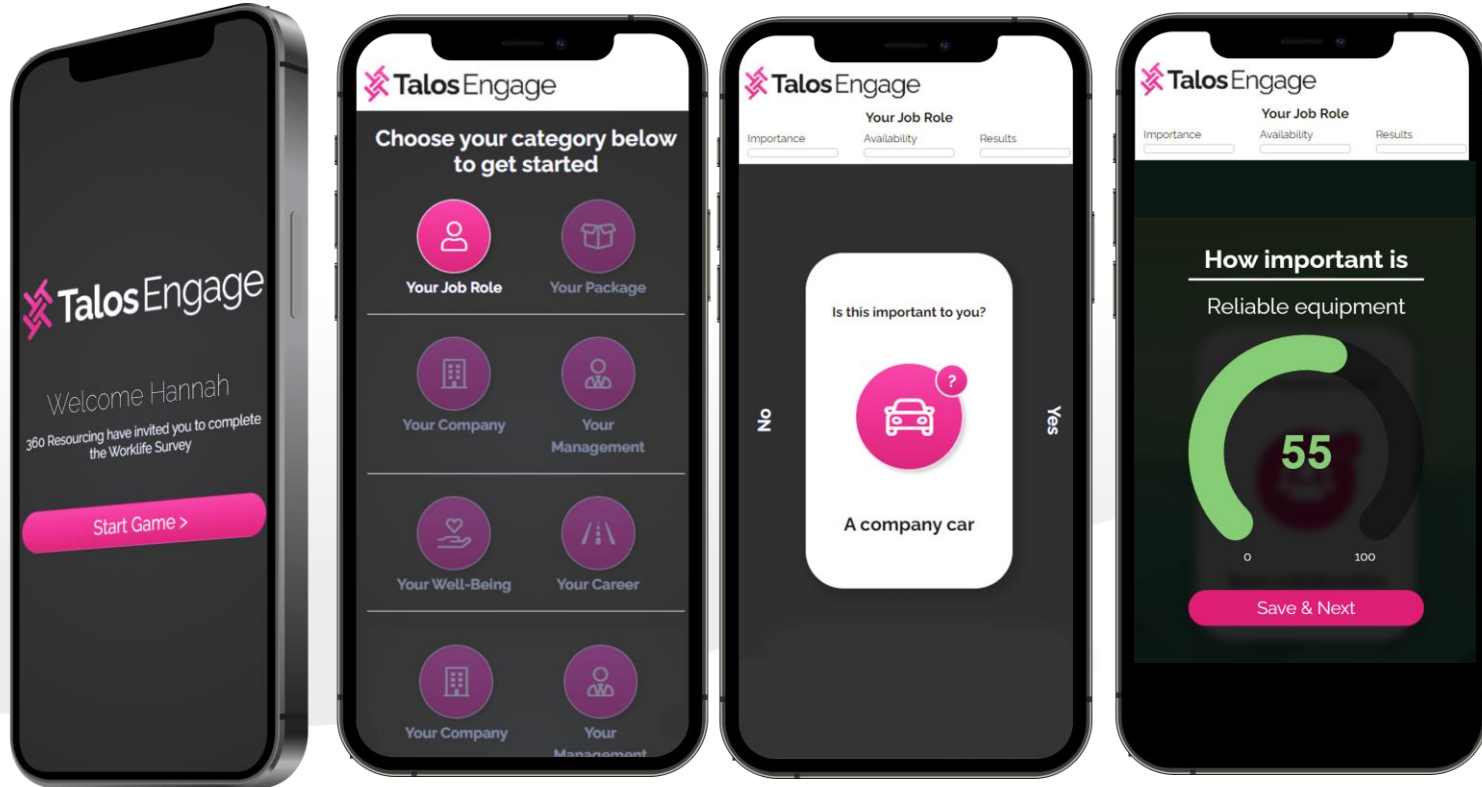 Talos Engage
Welcome Hannah
360 Resourcing have invited you to complete
the Worklife Survey
Start Game >
Talos Engage
Choose your category below
to get started
Your Job Role
Your Package
Your Company
Your
Management
Your Well-Being
Your Career
Your Company
Your
Management
Talos Engage
Your Job Role
Importance
Availability
Results
Is this important to you?
?
No
Yes
A company car
Talos Engage
Your Job Role
Importance
Availability
Results
How important is
Reliable equipment
55
0
100
Save & Next